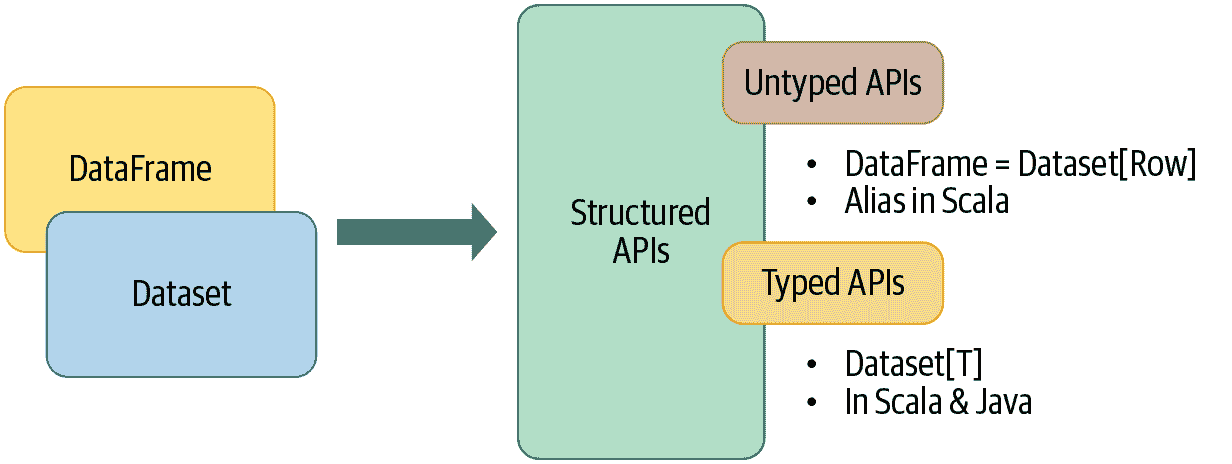 DataFrame
Dataset
Structured
APIs
Untyped APIs
• DataFrame = Dataset[Row]
• Alias in Scala
Typed APIs
• Dataset[T]
• In Scala & Java